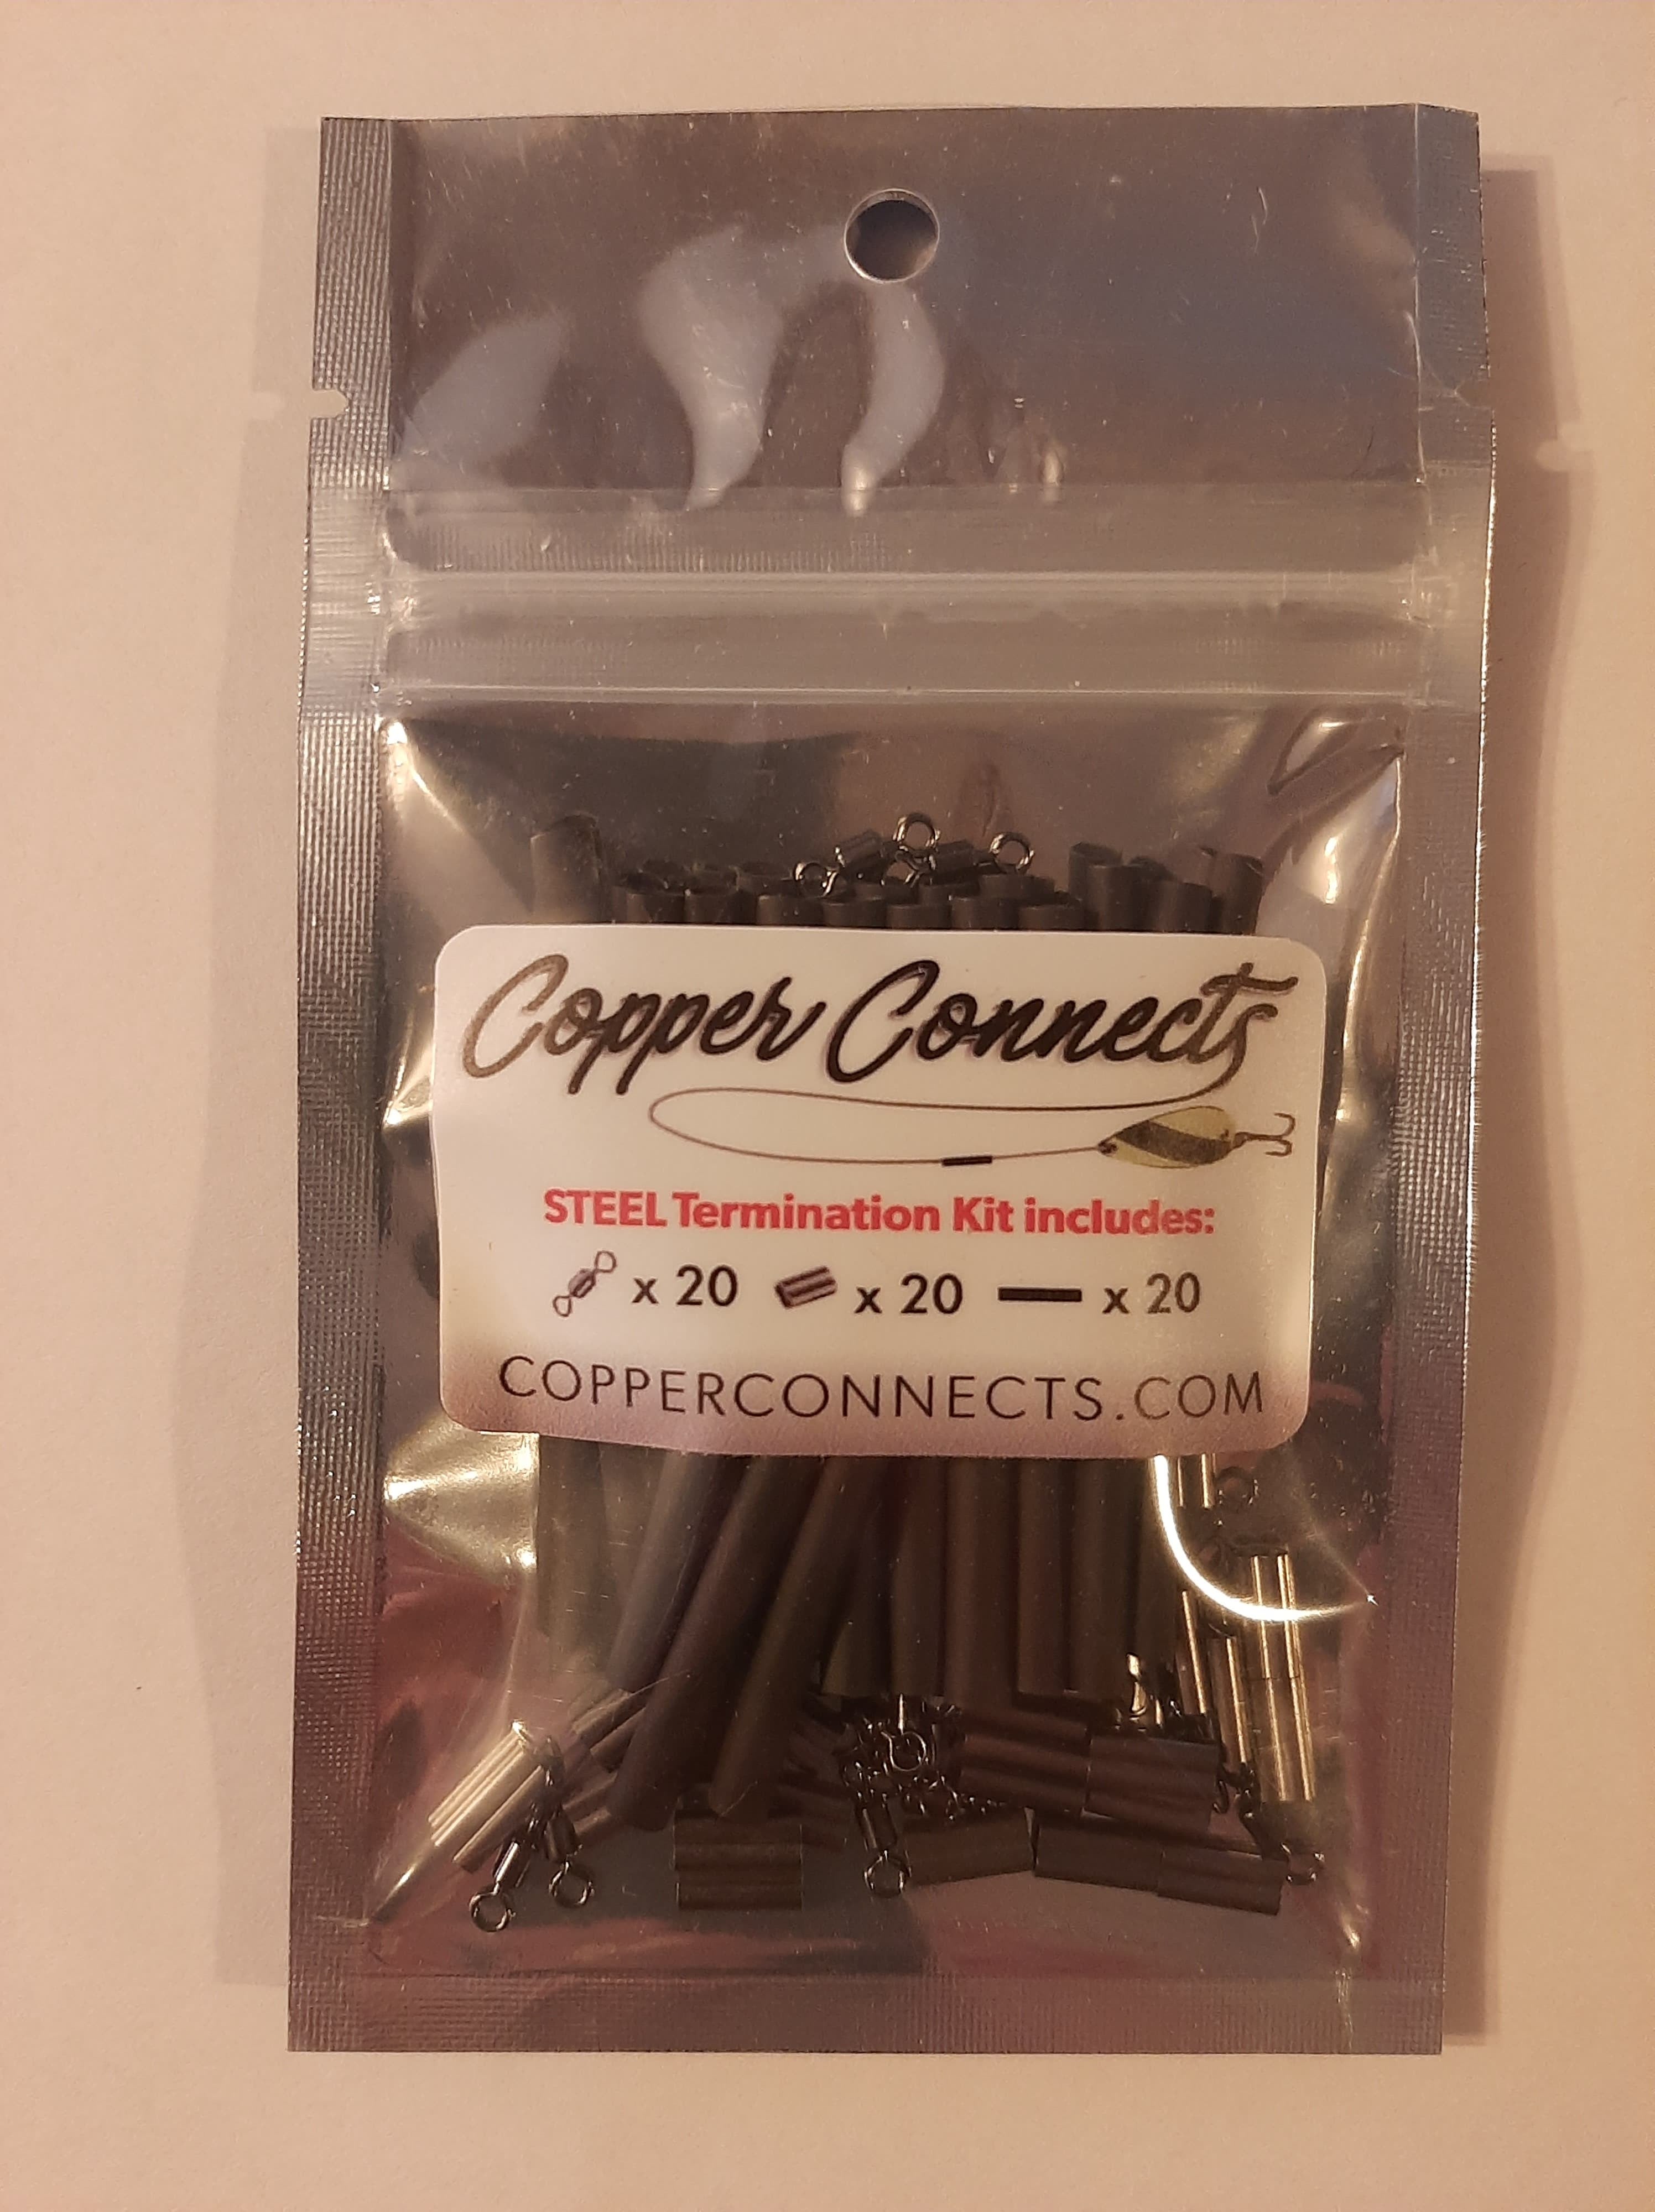 Copper Connects
STEEL Termination Kit includes:
x 20 x 20 x 20
COPPERCONNECTS.COM